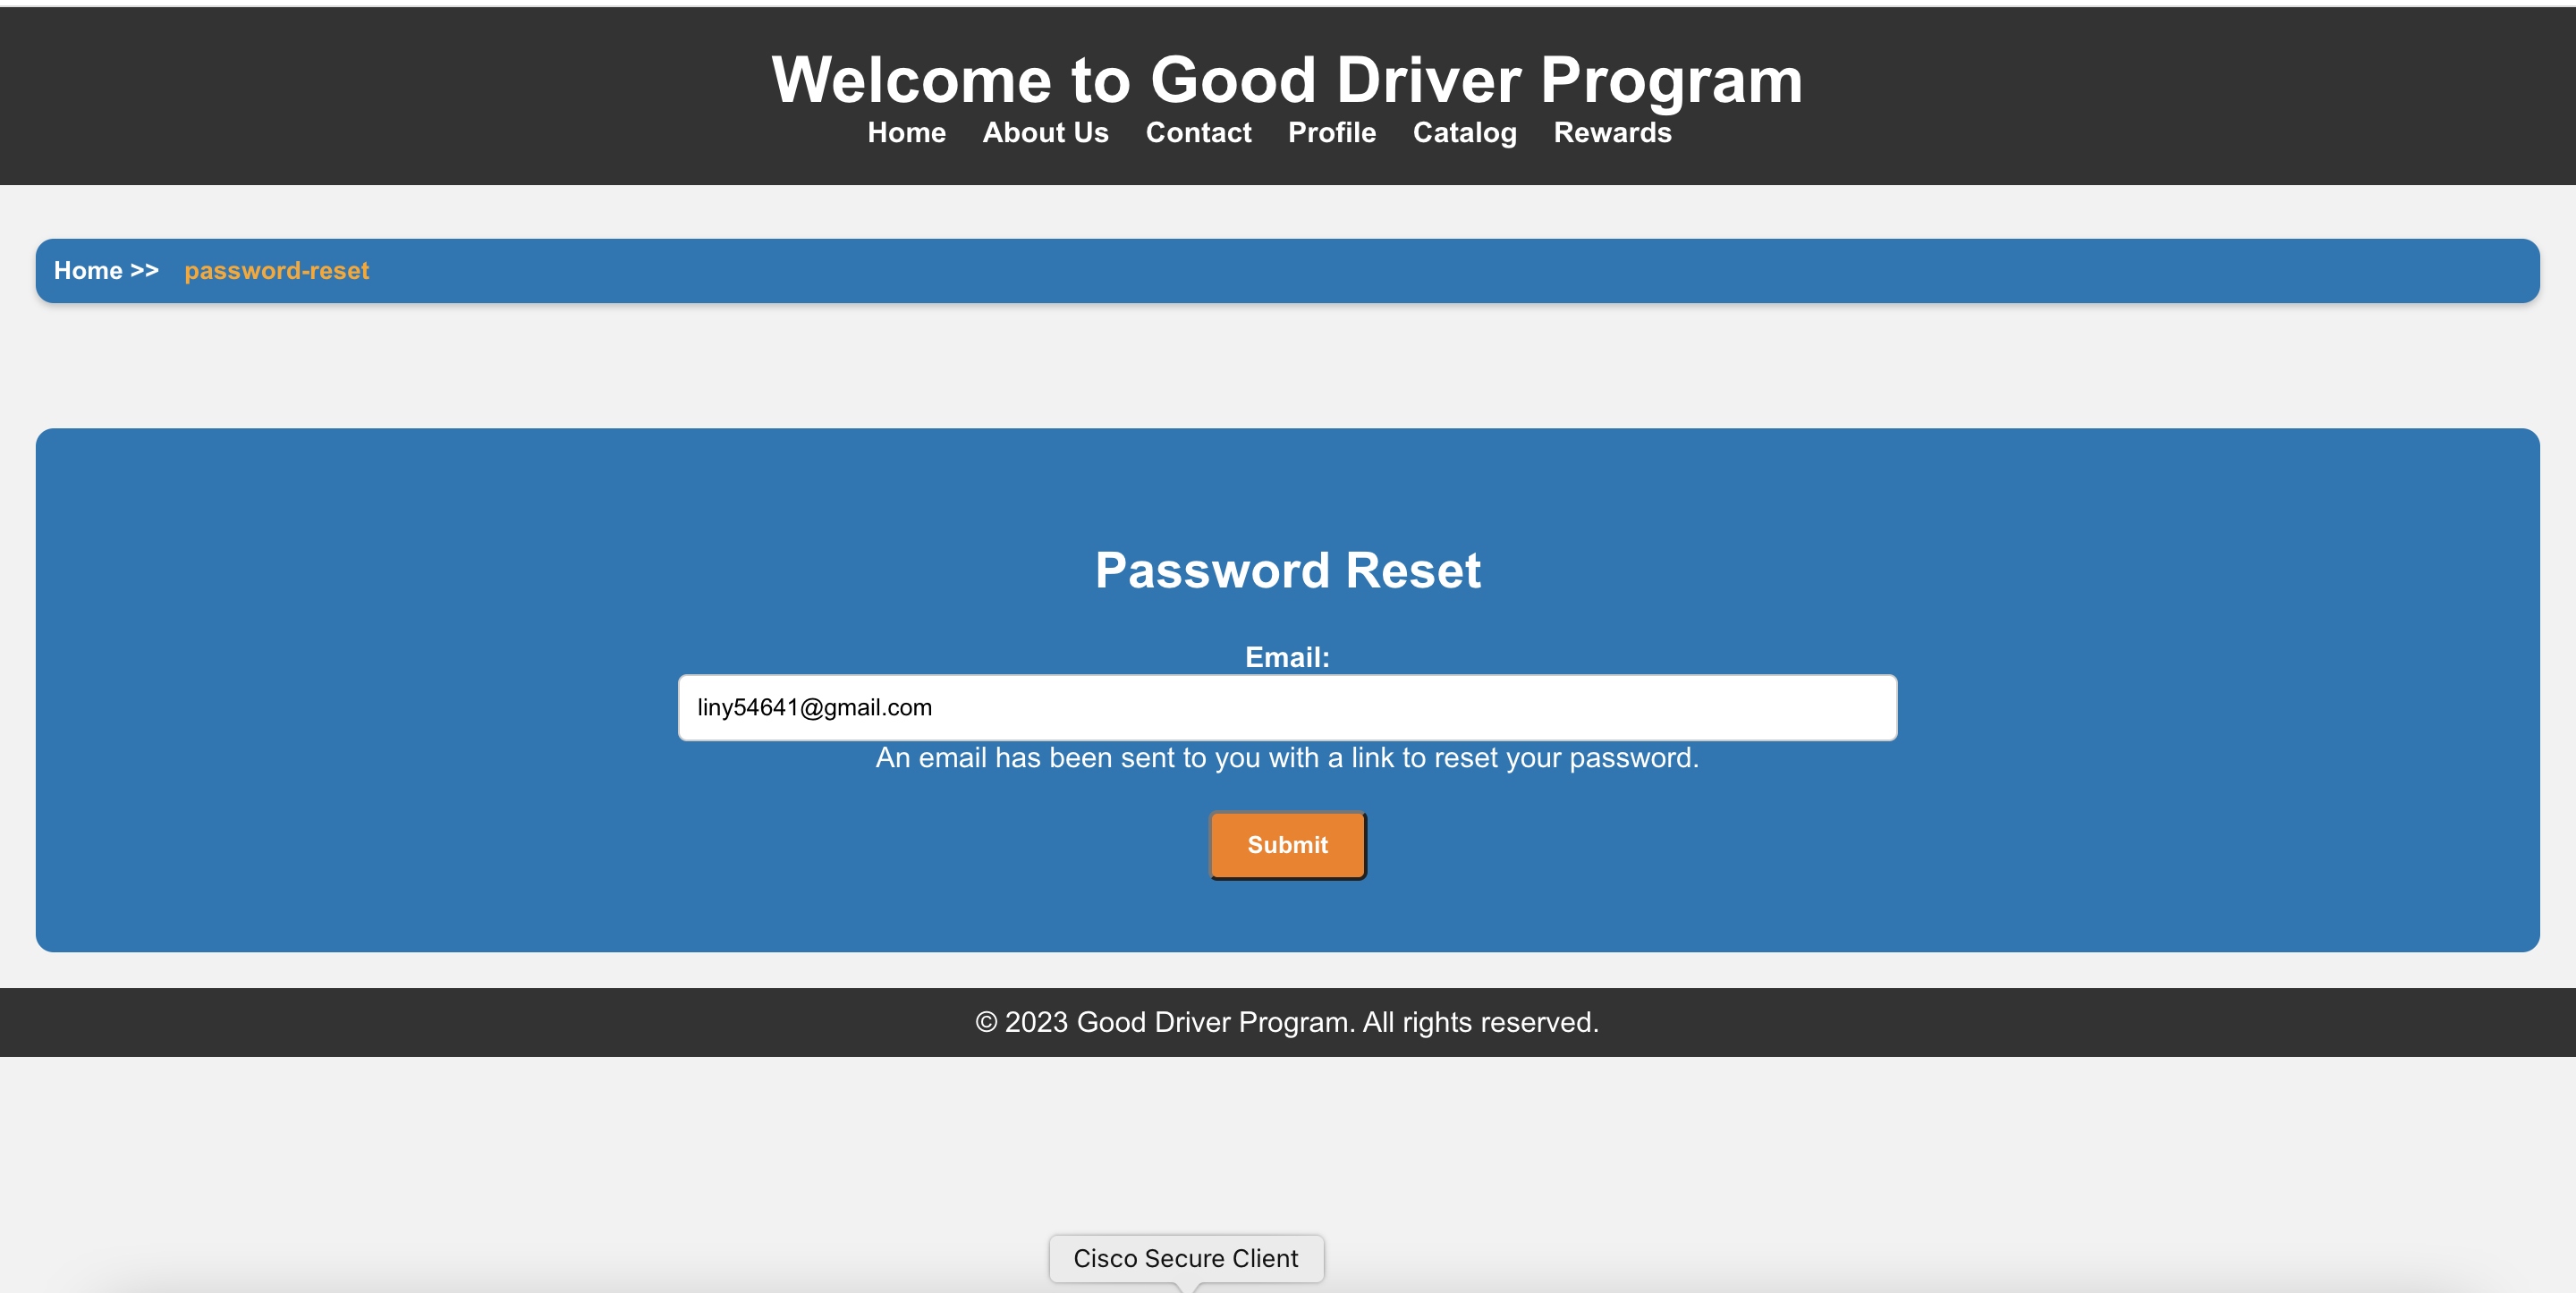 Welcome to Good Driver Program
Home About Us Contact Profile Catalog Rewards
Home >> password-reset
Password Reset
Email:
liny54641@gmail.com
An email has been sent to you with a link to reset your password.
Submit
© 2023 Good Driver Program. All rights reserved.
Cisco Secure Client